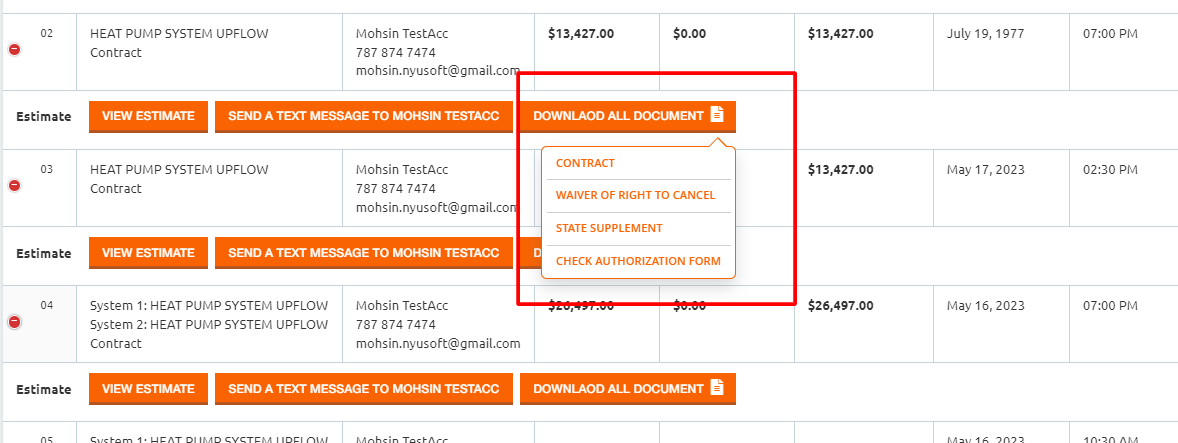 02 HEAT PUMP SYSTEM UPFLOW Mohsin TestAcc $13,427.00 $0.00 $13,427.00 July 19, 1977 07:00 PM
Contract 787 874 7474
mohsin.nyusoft@gmail.com
Estimate VIEW ESTIMATE SEND A TEXT MESSAGE TO MOHSIN TESTACC DOWNLAOD ALL DOCUMENT
CONTRACT
WAIVER OF RIGHT TO CANCEL
STATE SUPPLEMENT
CHECK AUTHORIZATION FORM
03 HEAT PUMP SYSTEM UPFLOW Mohsin TestAcc $13,427.00 May 17, 2023 02:30 PM
Contract 787 874 7474
mohsin.nyusoft@gmail.com
Estimate VIEW ESTIMATE SEND A TEXT MESSAGE TO MOHSIN TESTACC
04 System 1: HEAT PUMP SYSTEM UPFLOW Mohsin TestAcc $26,497.00 $0.00 $26,497.00 May 16, 2023 07:00 PM
System 2: HEAT PUMP SYSTEM UPFLOW 787 874 7474
Contract mohsin.nyusoft@gmail.com
Estimate VIEW ESTIMATE SEND A TEXT MESSAGE TO MOHSIN TESTACC DOWNLAOD ALL DOCUMENT
05 System 1: HEAT PUMP SYSTEM UPFLOW Mohsin TestAcc May 16, 2023 10:30 AM